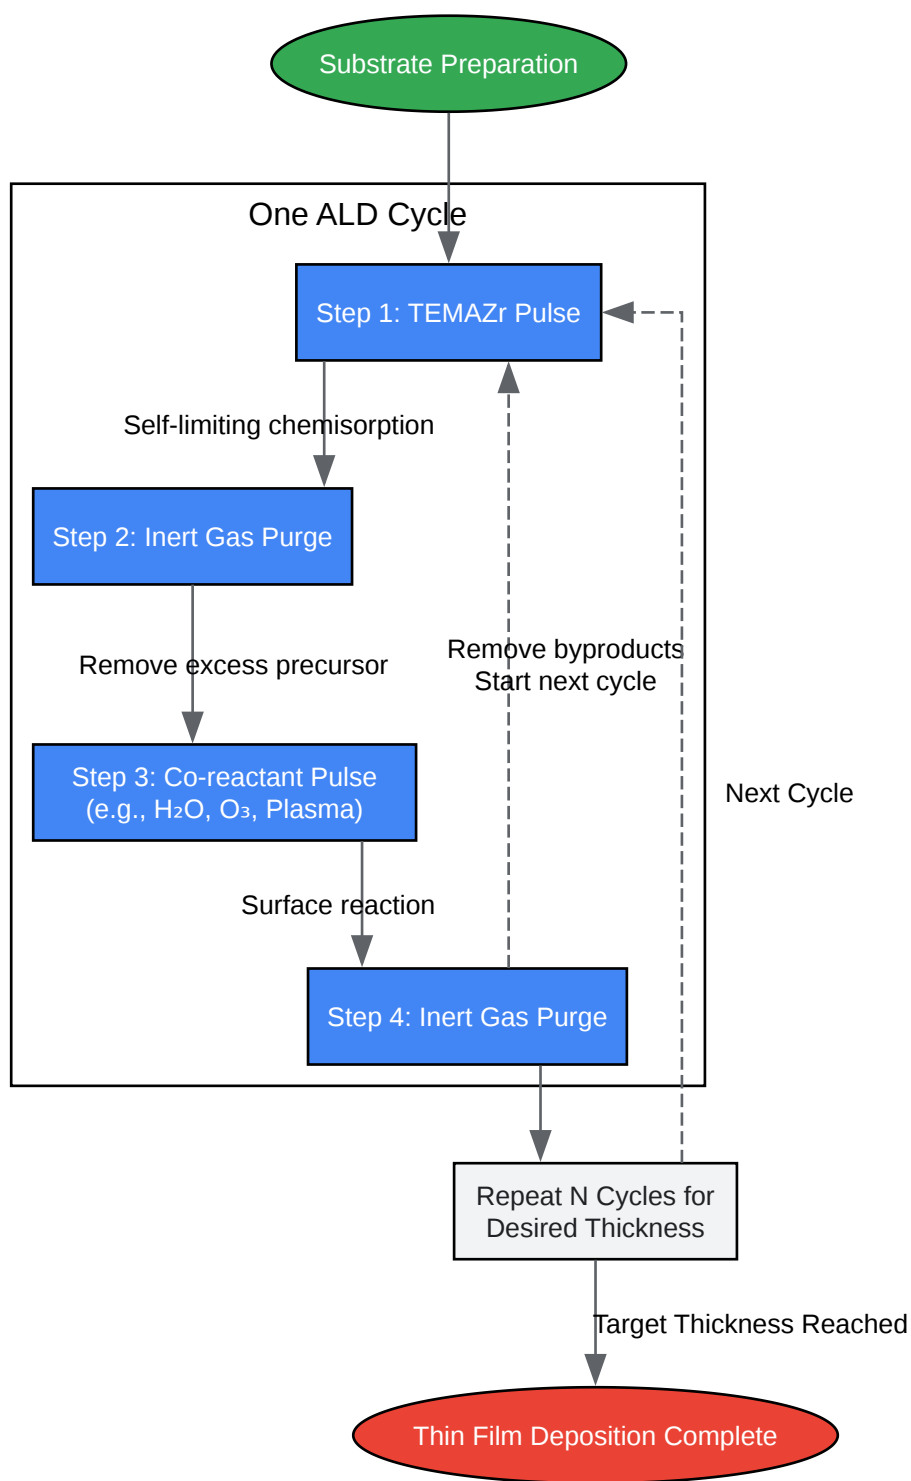 Substrate Preparation
One ALD Cycle
Step 1: TEMAZr Pulse
Self-limiting chemisorption
Step 2: Inert Gas Purge
Remove excess precursor
Remove byproducts
Start next cycle
Step 3: Co-reactant Pulse
(e.g., H₂O, O₃, Plasma)
Next Cycle
Surface reaction
Step 4: Inert Gas Purge
Repeat N Cycles for
Desired Thickness
Target Thickness Reached
Thin Film Deposition Complete